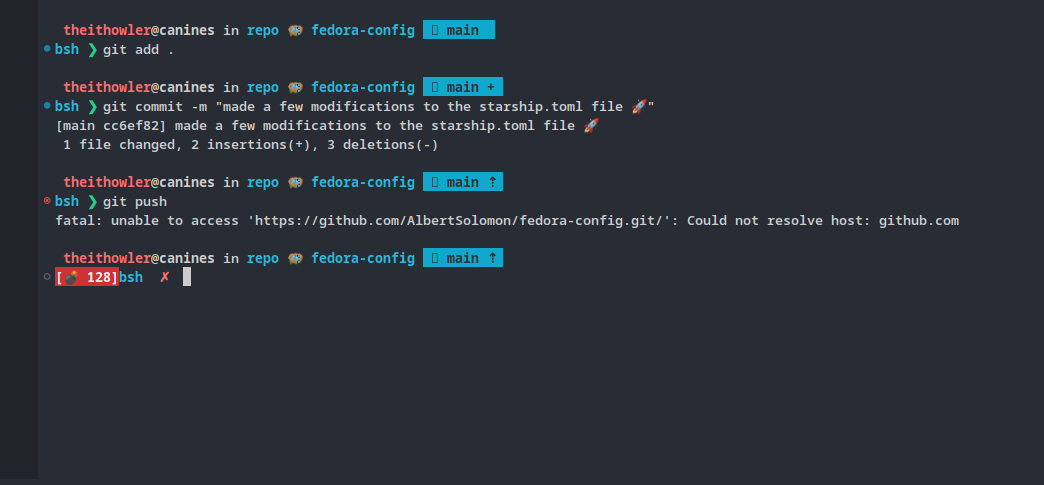 theithowler@canines in repo 🐏 fedora-config main
bsh ❯ git add .
theithowler@canines in repo 🐏 fedora-config main +
bsh ❯ git commit -m "made a few modifications to the starship.toml file 🚀"
[main cc6ef82] made a few modifications to the starship.toml file 🚀
1 file changed, 2 insertions(+), 3 deletions(-)
theithowler@canines in repo 🐏 fedora-config main ⇡
bsh ❯ git push
fatal: unable to access 'https://github.com/AlbertSolomon/fedora-config.git/': Could not resolve host: github.com
theithowler@canines in repo 🐏 fedora-config main ⇡
[💣 128]bsh ✗